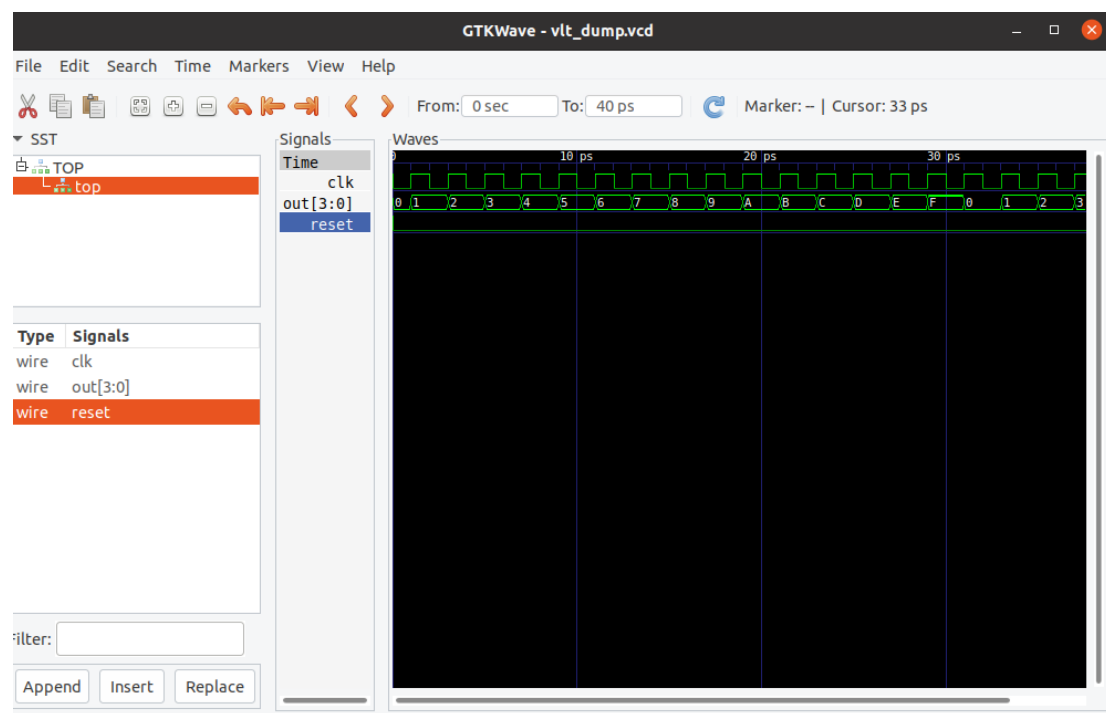 GTKWave - vlt_dump.vcd
File Edit Search Time Markers View Help
From: 0 sec To: 40 ps Marker: -- | Cursor: 33 ps
SST
TOP
top
Type Signals
wire clk
wire out[3:0]
wire reset
Filter:
Append Insert Replace
Signals
Time
clk
out[3:0]
reset
Waves
0 10 ps 20 ps 30 ps
0 1 2 3 4 5 6 7 8 9 A B C D E F 0 1 2 3